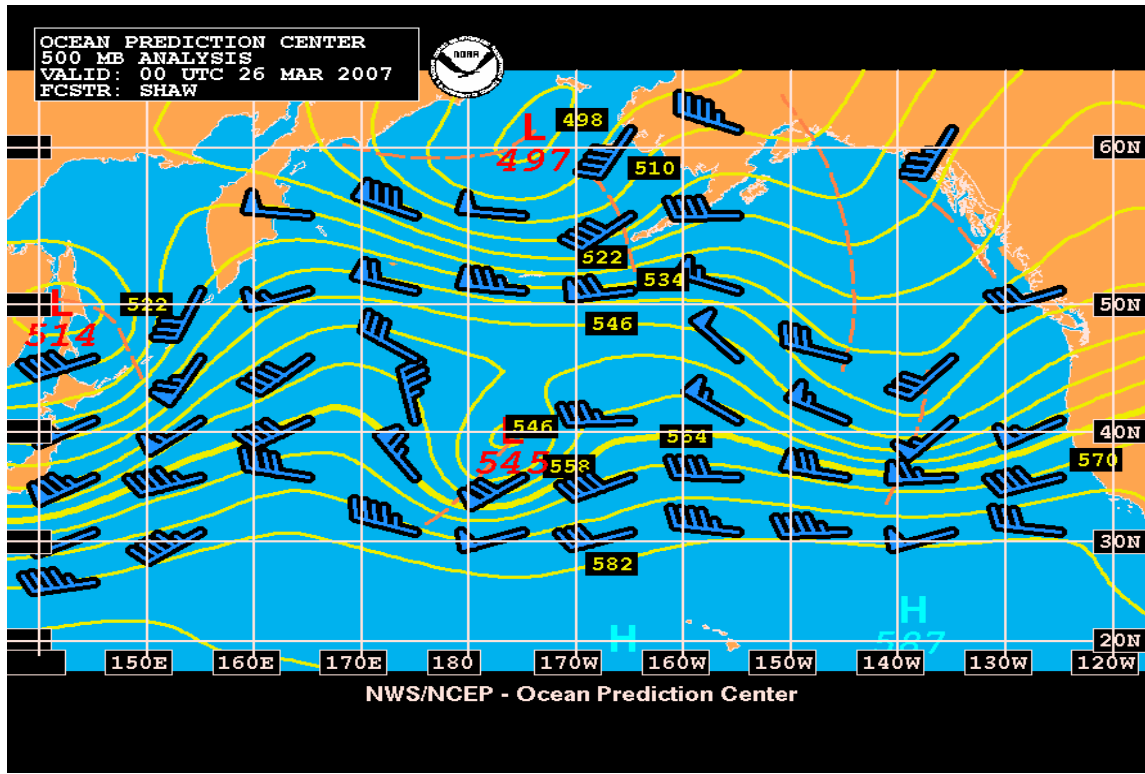 OCEAN PREDICTION CENTER
500 MB ANALYSIS
VALID: 00 UTC 26 MAR 2007
FCSTR: SHAW
NOAA
L
498
497
60N
510
522
534
L
522
50N
514
546
546
564
40N
570
545
558
30N
582
H
H
587
20N
150E 160E 170E 180 170W 160W 150W 140W 130W 120W
NWS/NCEP - Ocean Prediction Center